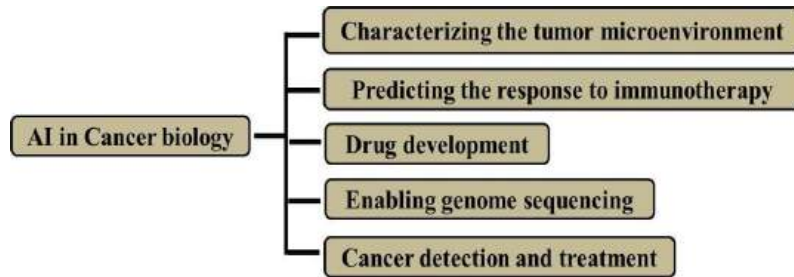 Characterizing the tumor microenvironment
Predicting the response to immunotherapy
AI in Cancer biology
Drug development
Enabling genome sequencing
Cancer detection and treatment